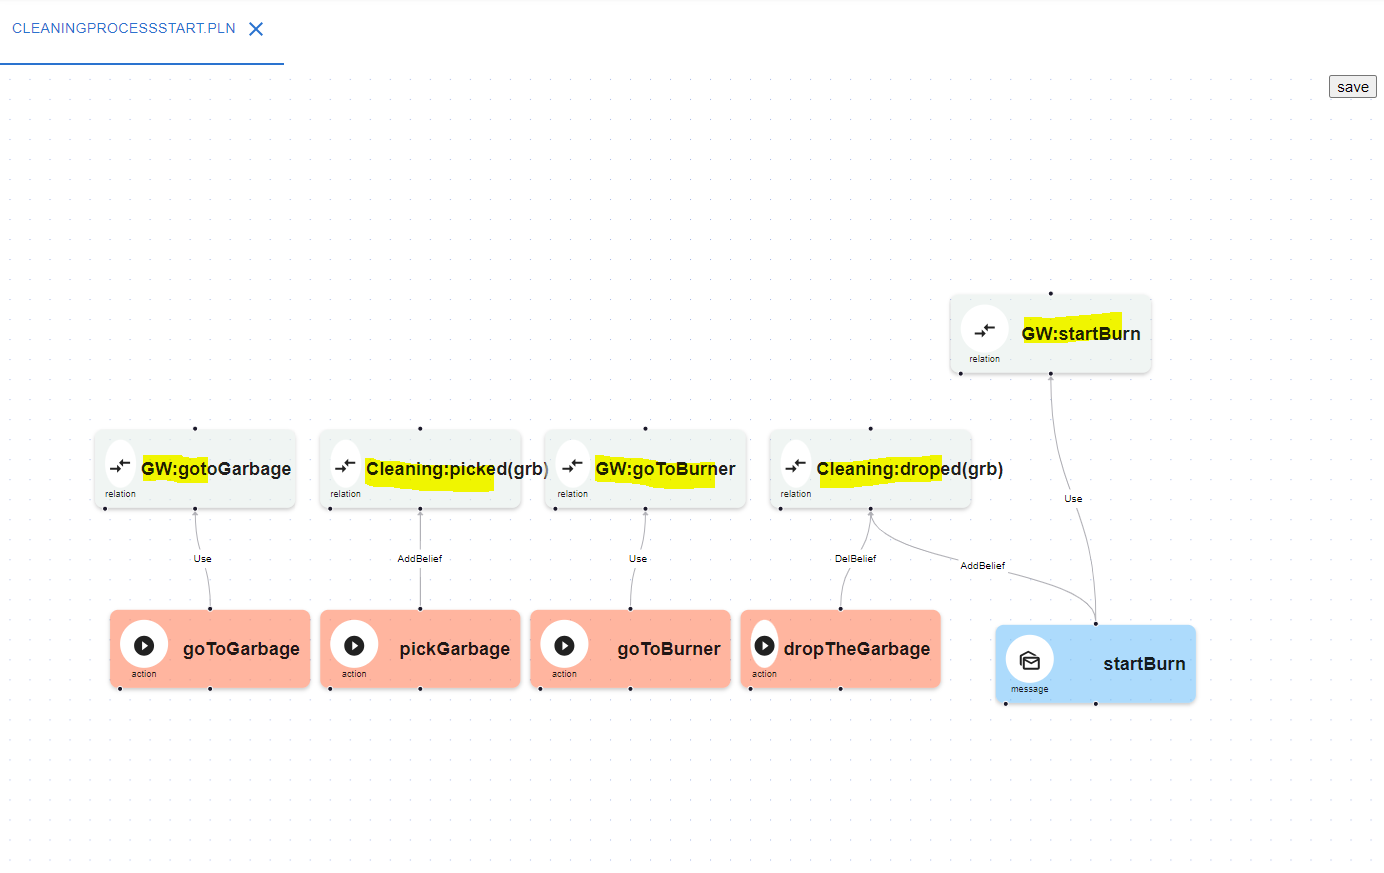 CLEANINGPROCESSSTART.PLN
save
GW:startBurn
relation
GW:gotoGarbage
relation
Cleaning:picked(grb)
relation
GW:goToBurner
relation
Cleaning:droped(grb)
relation
Use
Use
AddBelief
Use
DelBelief
AddBelief
goToGarbage
action
pickGarbage
action
goToBurner
action
dropTheGarbage
action
startBurn
message